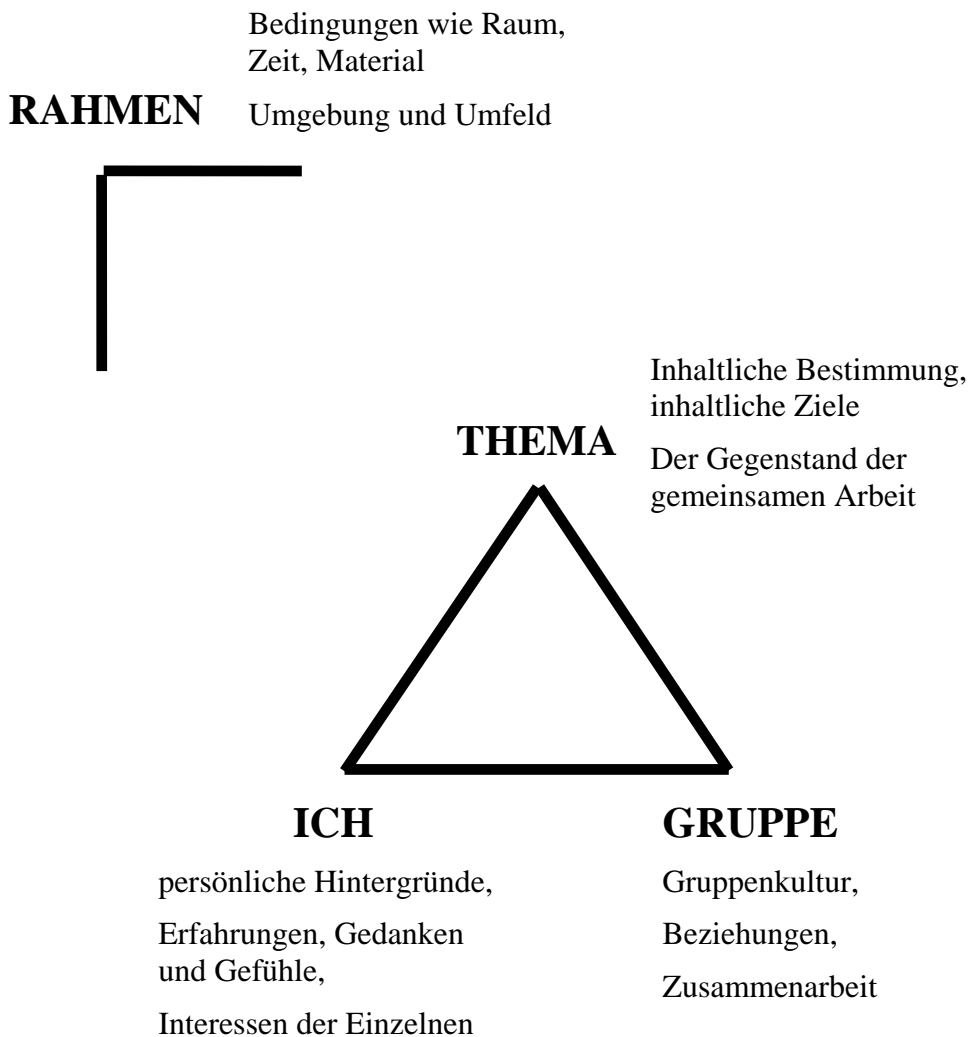 RAHMEN
Bedingungen wie Raum,
Zeit, Material
Umgebung und Umfeld
THEMA
Inhaltliche Bestimmung,
inhaltliche Ziele
Der Gegenstand der
gemeinsamen Arbeit
ICH
persönliche Hintergründe,
Erfahrungen, Gedanken
und Gefühle,
Interessen der Einzelnen
GRUPPE
Gruppenkultur,
Beziehungen,
Zusammenarbeit